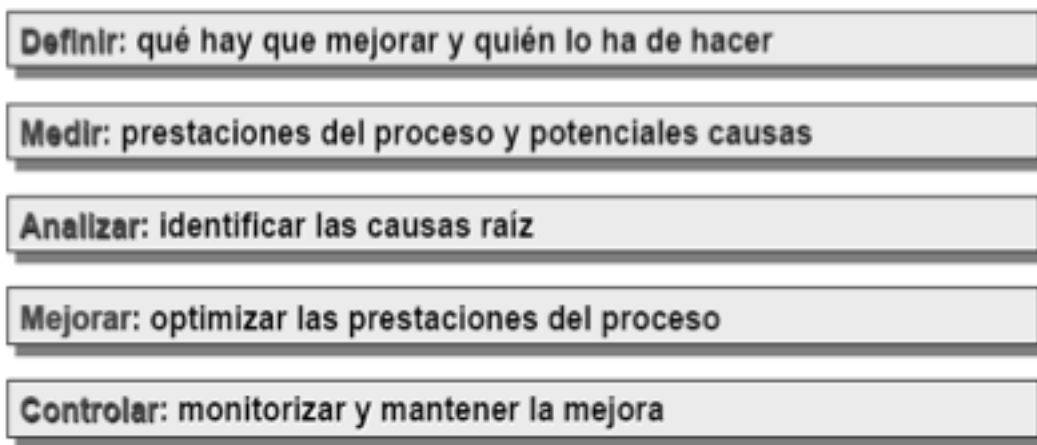 Definir: qué hay que mejorar y quién lo ha de hacer
Medir: prestaciones del proceso y potenciales causas
Analizar: identificar las causas raíz
Mejorar: optimizar las prestaciones del proceso
Controlar: monitorizar y mantener la mejora